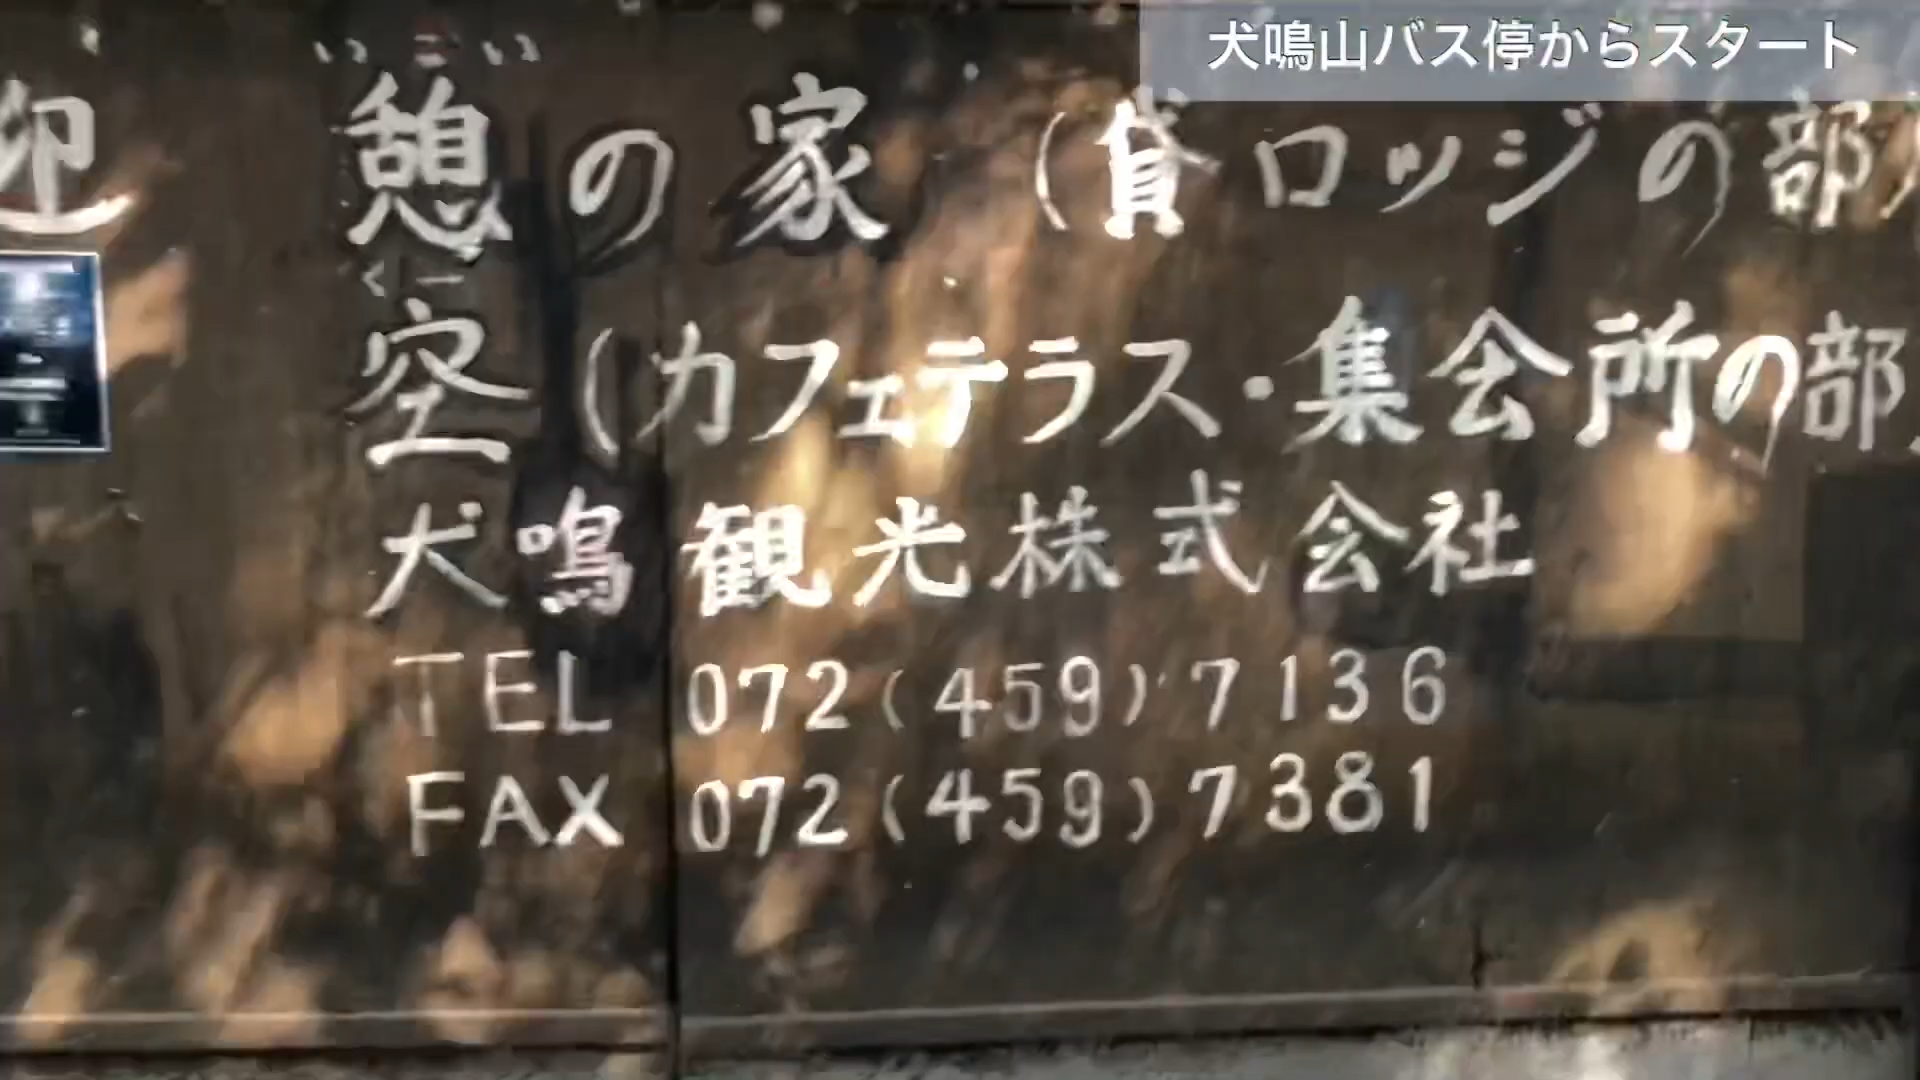 犬鳴山バス停からスタート
迎
いこい
憩の家(貸ロッジの部)
くー
空(カフェテラス・集会所の部)
犬鳴観光株式会社
TEL 072(459)7136
FAX 072(459)7381